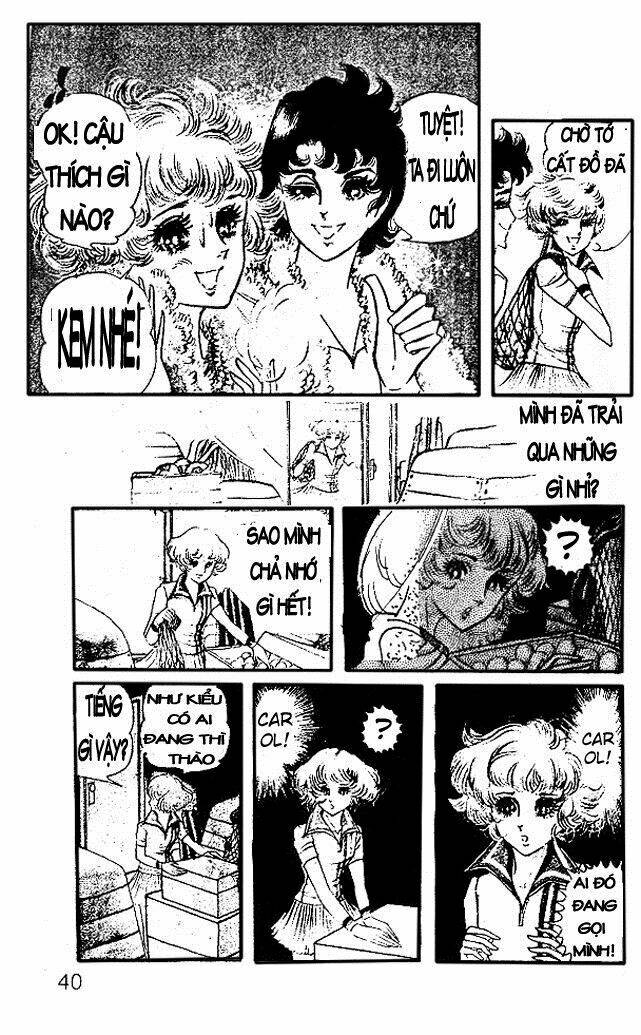 OK! CẬU
THÍCH GÌ
NÀO?
TUYỆT!
TA ĐI LUÔN
CHỨ
KEM NHÉ!
CHỜ TỚ
CẤT ĐỒ ĐÃ
MÌNH ĐÃ TRẢI
QUA NHỮNG
GÌ NHỈ?
SAO MÌNH
CHẢ NHỚ
GÌ HẾT!
?
TIẾNG
GÌ VẬY?
NHƯ KIỂU
CÓ AI
ĐANG THÌ
THÀO
CAR
OL!
?
CAR
OL!
AI ĐÓ
ĐANG
GỌI
MÌNH!
40